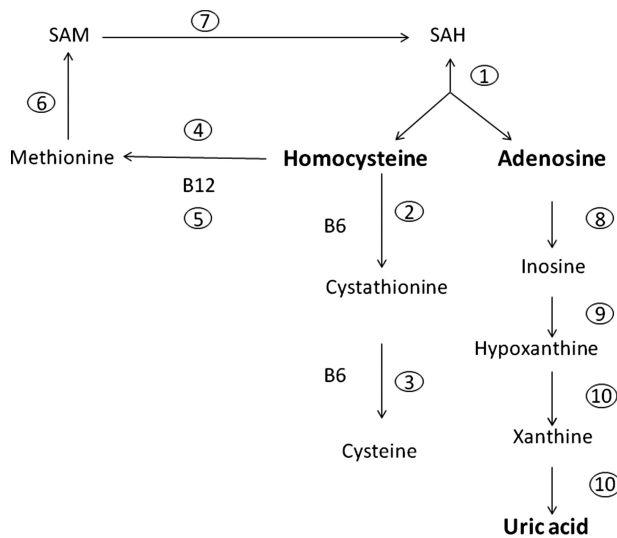 SAM
⑦
SAH
①
⑥
④
Methionine
Homocysteine
Adenosine
B12
⑤
B6
②
⑧
Inosine
Cystathionine
⑨
Hypoxanthine
B6
③
⑩
Xanthine
Cysteine
⑩
Uric acid